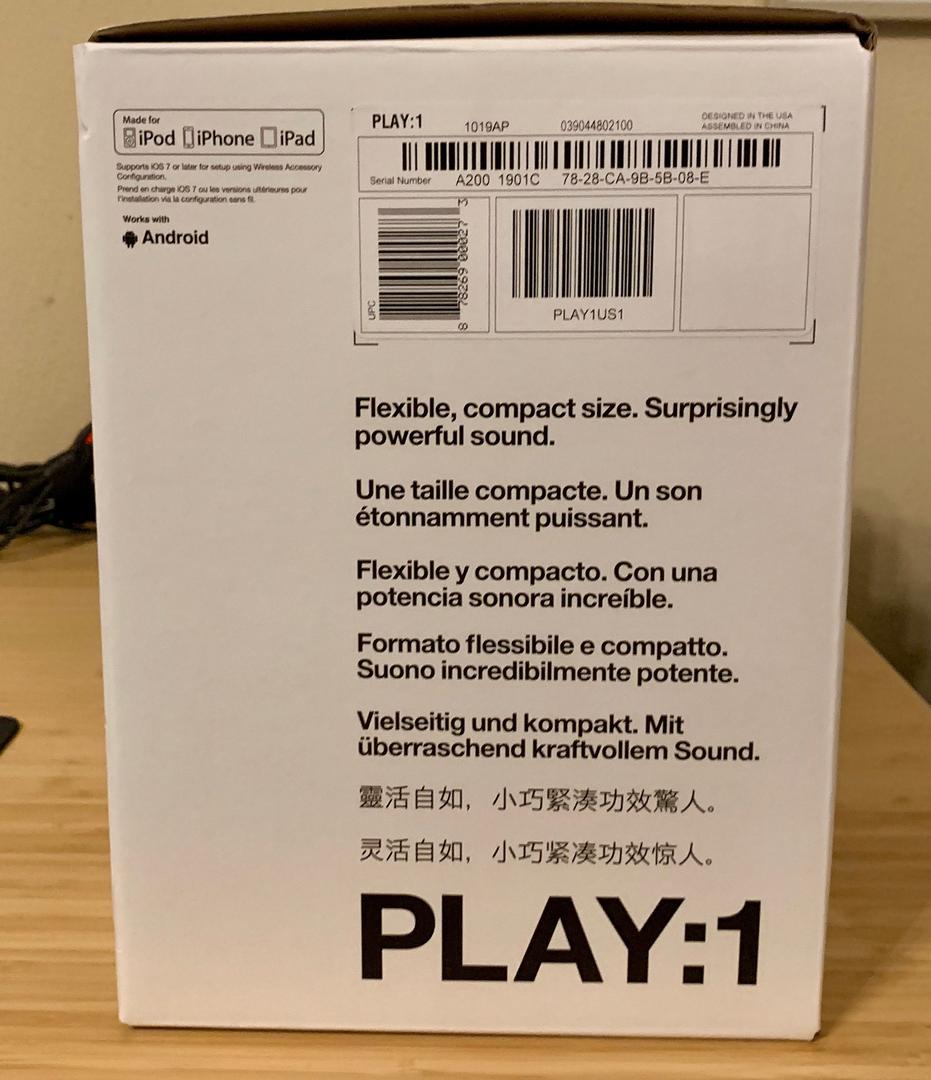 Made for
iPod iPhone iPad
Supports iOS 7 or later for setup using Wireless Accessory
Configuration.
Prend en charge iOS 7 ou les versions ultérieures pour
l'installation via la configuration sans fil.
Works with
Android
PLAY:1 1019AP 039044802100 DESIGNED IN THE USA
ASSEMBLED IN CHINA
Serial Number A200 1901C 78-28-CA-9B-5B-08-E
UPC
8 78269 00027 3
PLAY1US1
Flexible, compact size. Surprisingly
powerful sound.
Une taille compacte. Un son
étonnamment puissant.
Flexible y compacto. Con una
potencia sonora increíble.
Formato flessibile e compatto.
Suono incredibilmente potente.
Vielseitig und kompakt. Mit
überraschend kraftvollem Sound.
靈活自如，小巧緊湊功效驚人。
灵活自如，小巧紧凑功效惊人。
PLAY:1